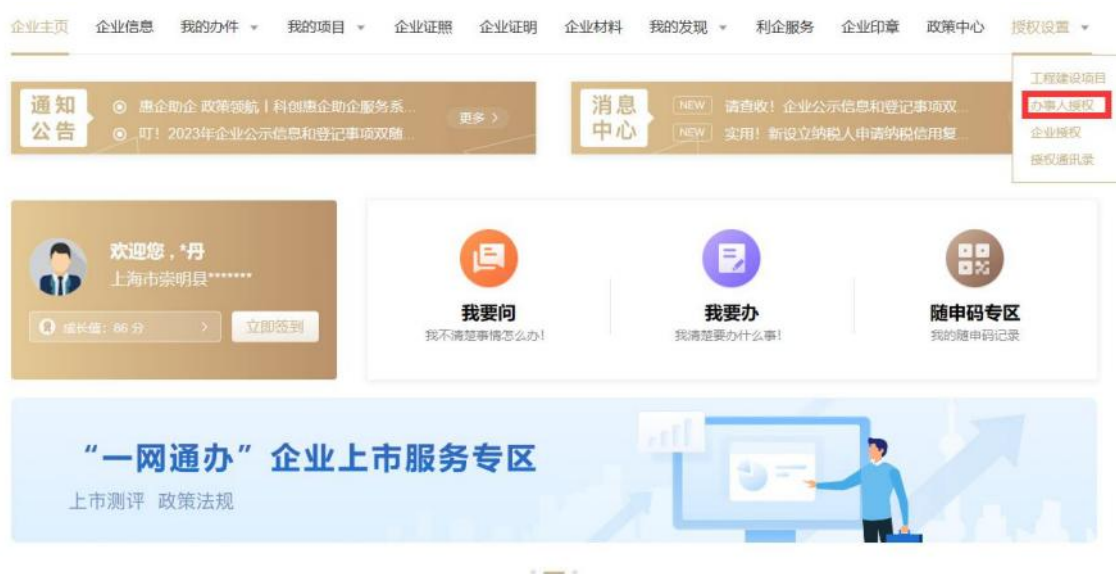 企业主页 企业信息 我的办件 我的项目 企业证照 企业证明 企业材料 我的发现 利企服务 企业印章 政策中心 授权设置
工程建设项目
办事人授权
企业授权
授权通讯录
通知
公告
惠企助企 政策领航 | 科创惠企助企服务系...
叮！2023年企业公示信息和登记事项双随...
更多 >
消息
中心
NEW 请查收！企业公示信息和登记事项双...
NEW 实用！新设立纳税人申请纳税信用复...
欢迎您 , *丹
上海市崇明县*******
成长值：86 分 >
立即签到
我要问
我不清楚事情怎么办！
我要办
我清楚要办什么事！
随申码专区
我的随申码记录
“一网通办”企业上市服务专区
上市测评 政策法规